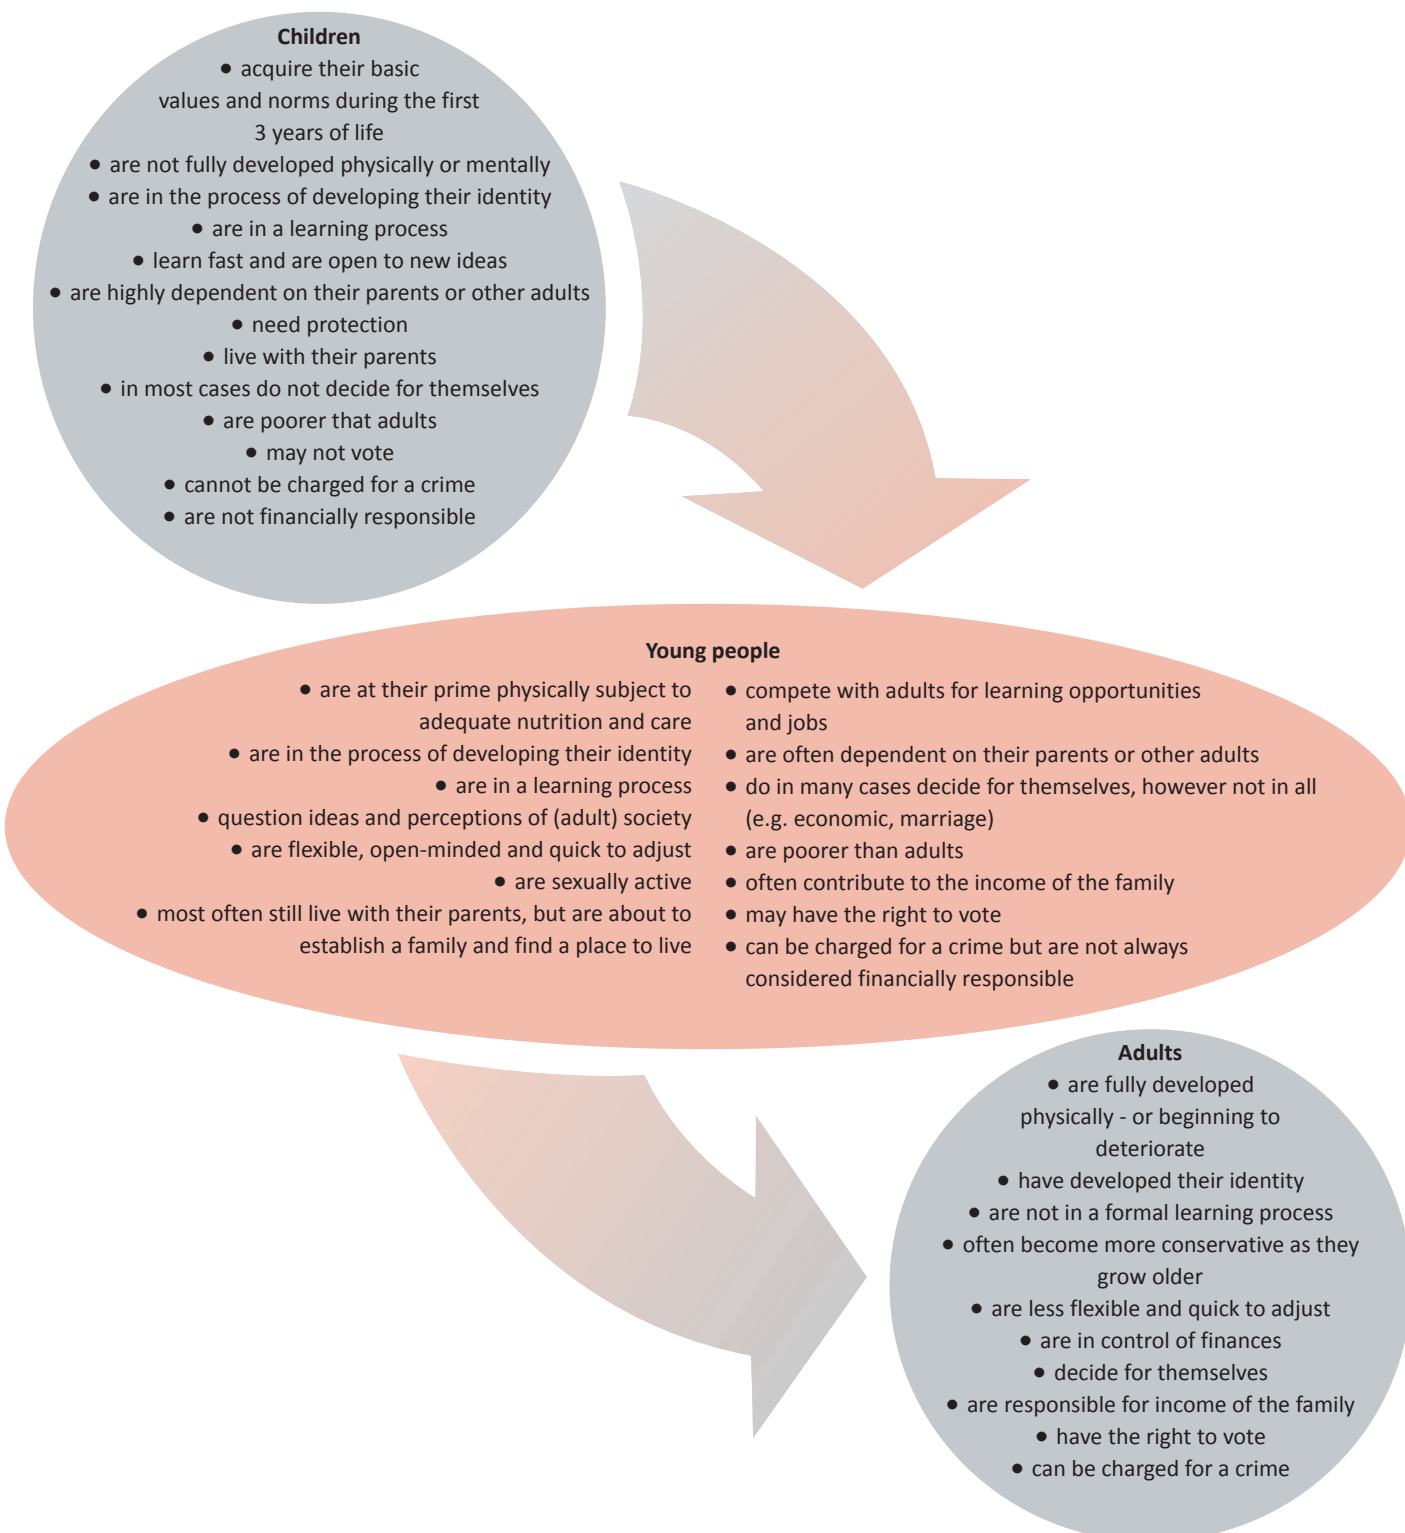 Children
● acquire their basic
values and norms during the first
3 years of life
● are not fully developed physically or mentally
● are in the process of developing their identity
● are in a learning process
● learn fast and are open to new ideas
● are highly dependent on their parents or other adults
● need protection
● live with their parents
● in most cases do not decide for themselves
● are poorer that adults
● may not vote
● cannot be charged for a crime
● are not financially responsible
Young people
● are at their prime physically subject to
adequate nutrition and care
● are in the process of developing their identity
● are in a learning process
● question ideas and perceptions of (adult) society
● are flexible, open-minded and quick to adjust
● are sexually active
● most often still live with their parents, but are about to
establish a family and find a place to live
● compete with adults for learning opportunities
and jobs
● are often dependent on their parents or other adults
● do in many cases decide for themselves, however not in all
(e.g. economic, marriage)
● are poorer than adults
● often contribute to the income of the family
● may have the right to vote
● can be charged for a crime but are not always
considered financially responsible
Adults
● are fully developed
physically - or beginning to
deteriorate
● have developed their identity
● are not in a formal learning process
● often become more conservative as they
grow older
● are less flexible and quick to adjust
● are in control of finances
● decide for themselves
● are responsible for income of the family
● have the right to vote
● can be charged for a crime